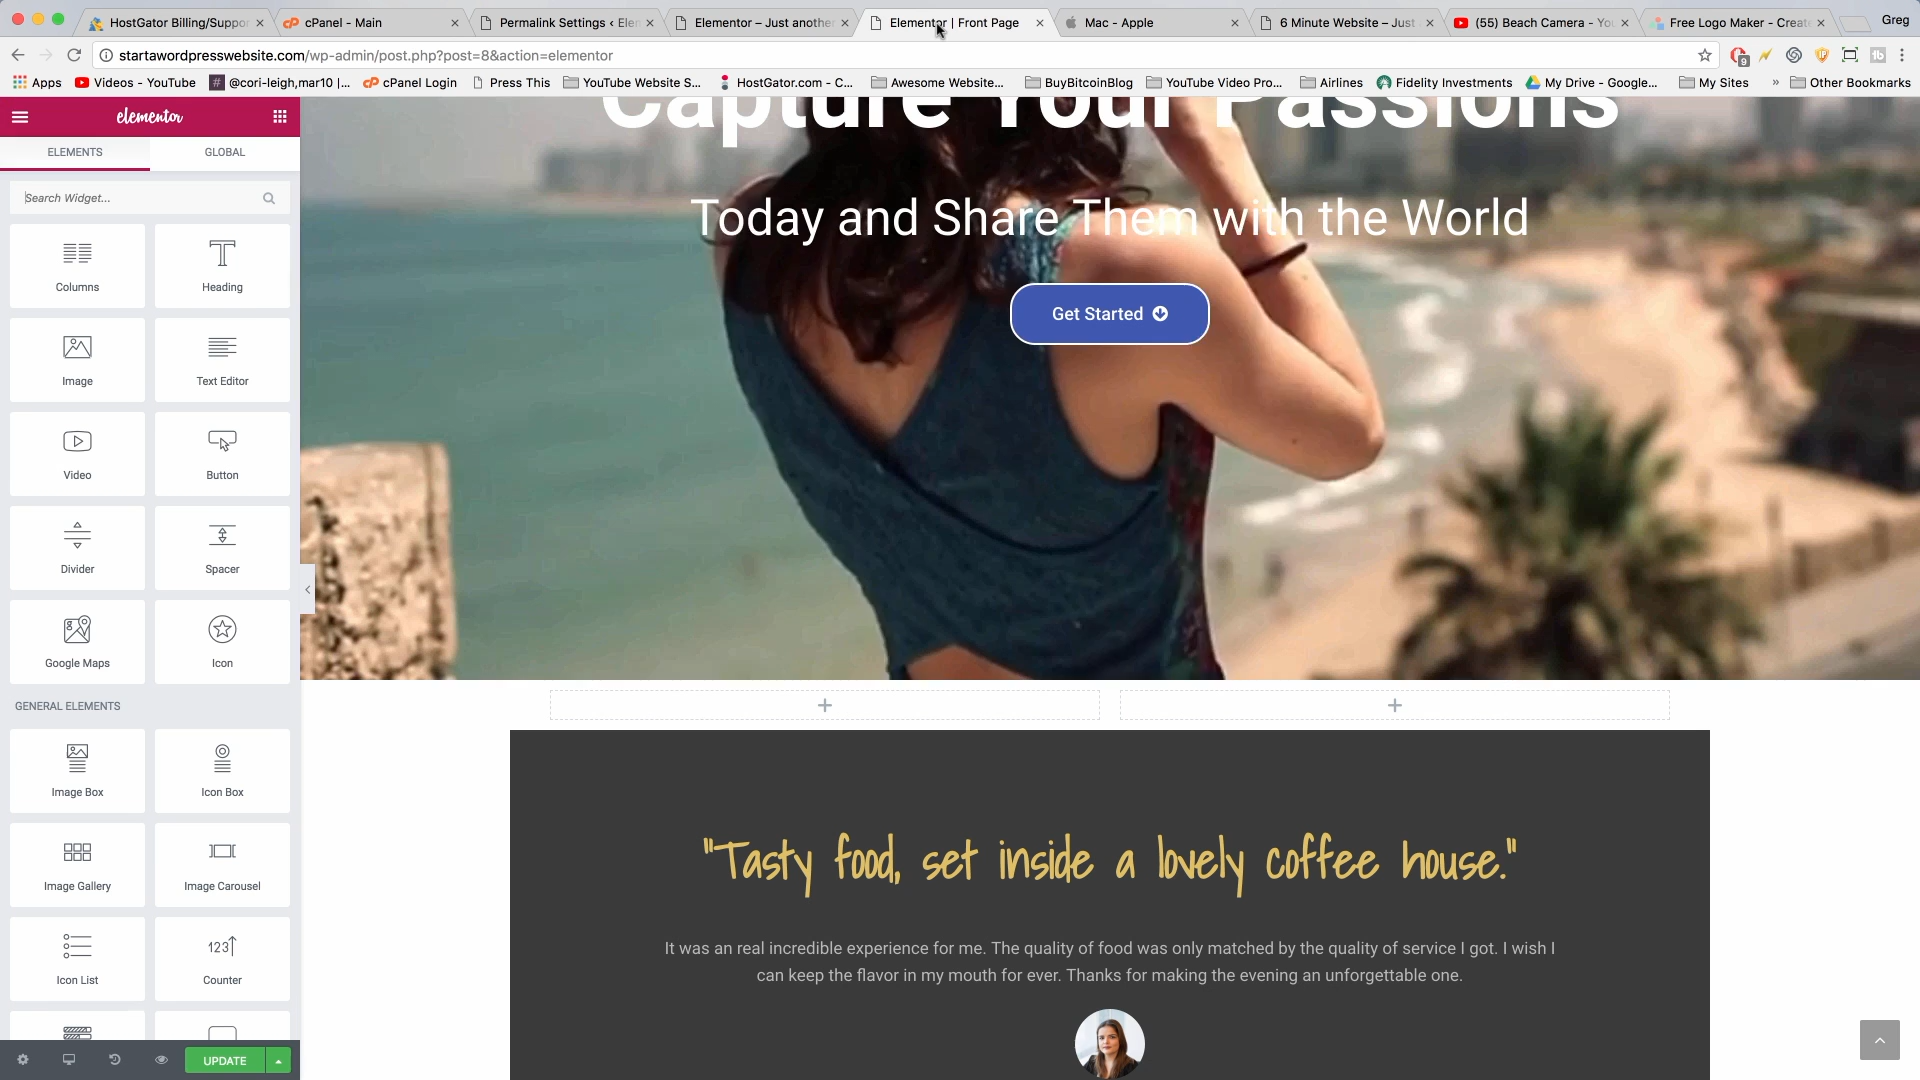 HostGator Billing/Suppor
cPanel - Main
Permalink Settings ‹ Elem
Elementor – Just another
Elementor | Front Page
Mac - Apple
6 Minute Website – Just
(55) Beach Camera - You
Free Logo Maker - Create
Greg
startawordpresswebsite.com/wp-admin/post.php?post=8&action=elementor
9
Apps
Videos - YouTube
@cori-leigh,mar10 |...
cPanel Login
Press This
YouTube Website S...
HostGator.com - C...
Awesome Website...
BuyBitcoinBlog
YouTube Video Pro...
Airlines
Fidelity Investments
My Drive - Google...
My Sites
»
Other Bookmarks
elementor
ELEMENTS
GLOBAL
Search Widget...
Columns
Heading
Image
Text Editor
Video
Button
Divider
Spacer
Google Maps
Icon
GENERAL ELEMENTS
Image Box
Icon Box
Image Gallery
Image Carousel
Icon List
123
Counter
UPDATE
Capture Your Passions
Today and Share Them with the World
Get Started
"Tasty food, set inside a lovely coffee house."
It was an real incredible experience for me. The quality of food was only matched by the quality of service I got. I wish I
can keep the flavor in my mouth for ever. Thanks for making the evening an unforgettable one.